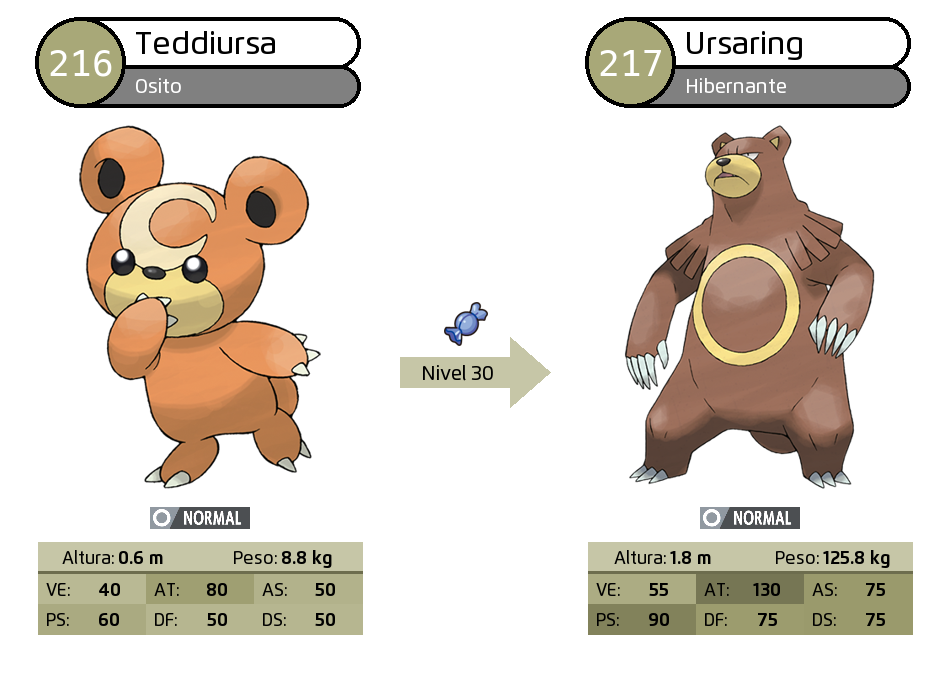 216
Teddiursa
Osito
217
Ursaring
Hibernante
Nivel 30
NORMAL
NORMAL
Altura: 0.6 m Peso: 8.8 kg
VE: 40 AT: 80 AS: 50
PS: 60 DF: 50 DS: 50
Altura: 1.8 m Peso: 125.8 kg
VE: 55 AT: 130 AS: 75
PS: 90 DF: 75 DS: 75